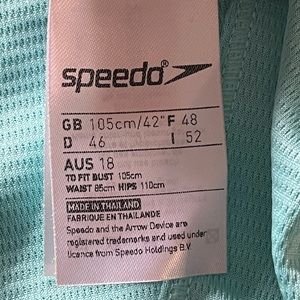 speedo
GB 105cm/42" F 48
D 46 I 52
AUS 18
TO FIT BUST 105cm
WAIST 85cm HIPS 110cm
MADE IN THAILAND
FABRIQUE EN THAILANDE
Speedo and the Arrow Device are
registered trademarks and used under
licence from Speedo Holdings B.V.